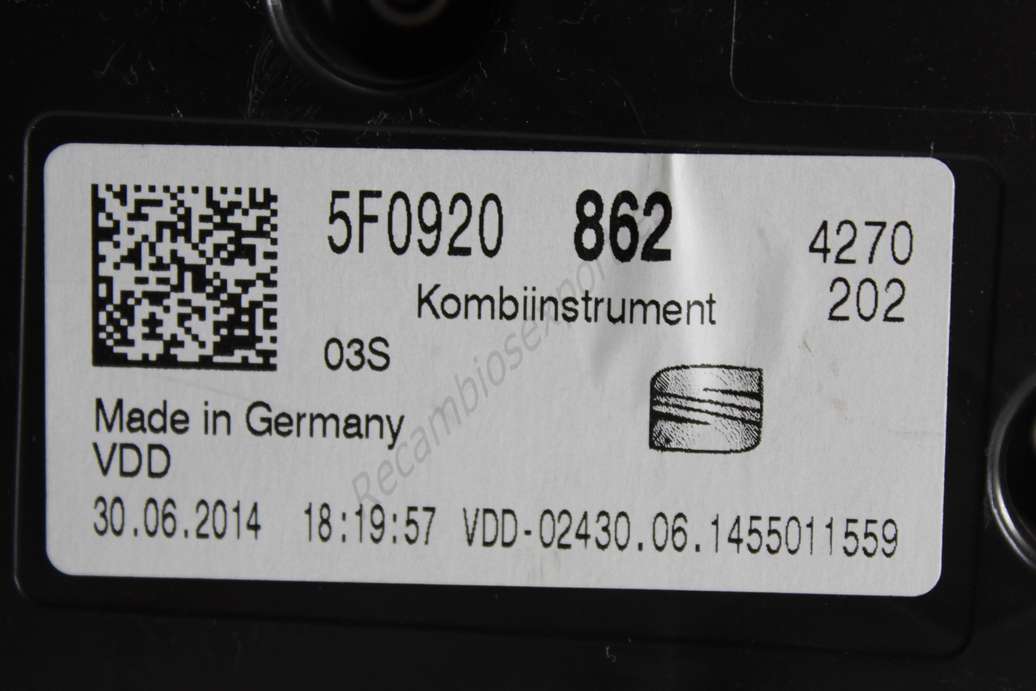 5F0920 862 4270
Kombiinstrument 202
03S
Made in Germany
VDD
30.06.2014 18:19:57 VDD-02430.06.1455011559